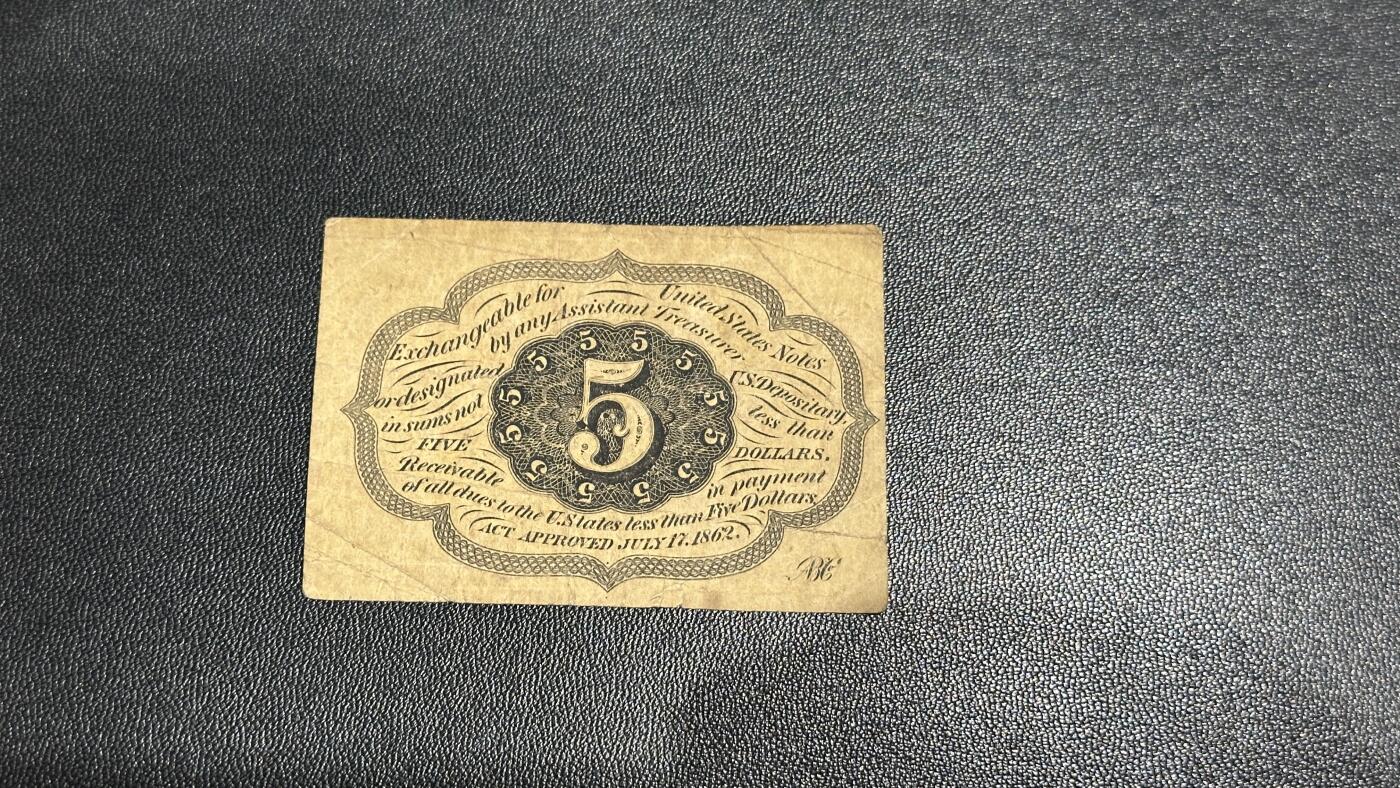 Exchangeable for United States Notes
by any Assistant Treasurer
or designated U.S. Depositary,
in sums not less than
FIVE DOLLARS.
Receivable in payment
of all dues to the U. States less than Five Dollars
ACT APPROVED JULY 17, 1862.
5 5 5 5 5 5 5 5 5 5 5 5
5
ABCo